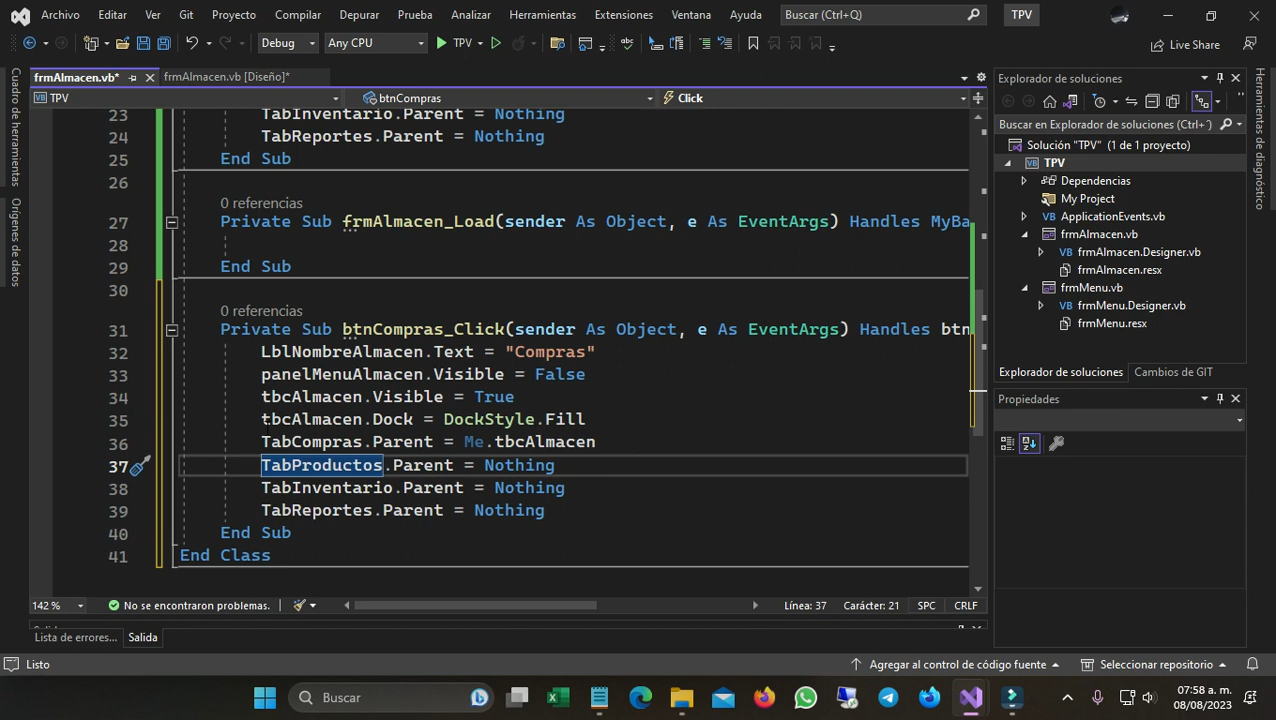 Archivo Editar Ver Git Proyecto Compilar Depurar Prueba Analizar Herramientas Extensiones Ventana Ayuda Buscar (Ctrl+Q) TPV
Debug Any CPU TPV Live Share
frmAlmacen.vb* frmAlmacen.vb [Diseño]*
TPV btnCompras Click
Cuadro de herramientas
Orígenes de datos
23 TabInventario.Parent = Nothing
24 TabReportes.Parent = Nothing
25 End Sub
26
0 referencias
27 Private Sub frmAlmacen_Load(sender As Object, e As EventArgs) Handles MyBa
28
29 End Sub
30
0 referencias
31 Private Sub btnCompras_Click(sender As Object, e As EventArgs) Handles btn
32 LblNombreAlmacen.Text = "Compras"
33 panelMenuAlmacen.Visible = False
34 tbcAlmacen.Visible = True
35 tbcAlmacen.Dock = DockStyle.Fill
36 TabCompras.Parent = Me.tbcAlmacen
37 TabProductos.Parent = Nothing
38 TabInventario.Parent = Nothing
39 TabReportes.Parent = Nothing
40 End Sub
41 End Class
142 % No se encontraron problemas. Línea: 37 Carácter: 21 SPC CRLF
Lista de errores... Salida
Explorador de soluciones
Buscar en Explorador de soluciones (Ctrl+´)
Solución "TPV" (1 de 1 proyecto)
TPV
Dependencias
My Project
ApplicationEvents.vb
frmAlmacen.vb
frmAlmacen.Designer.vb
frmAlmacen.resx
frmMenu.vb
frmMenu.Designer.vb
frmMenu.resx
Explorador de soluciones Cambios de GIT
Propiedades
Herramientas de diagnóstico
Listo Agregar al control de código fuente Seleccionar repositorio
Buscar
07:58 a. m.
08/08/2023